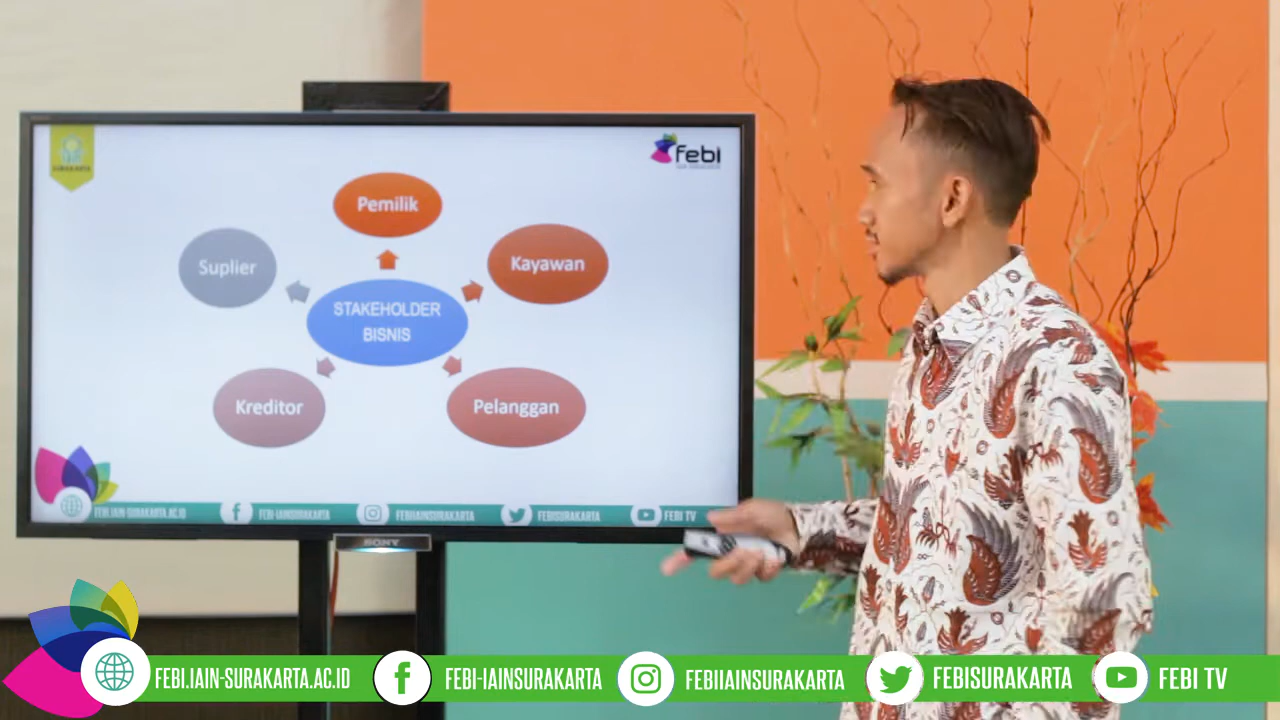 SURAKARTA
febi
Pemilik
Suplier
Kayawan
STAKEHOLDER
BISNIS
Kreditor
Pelanggan
FEBI.IAIN-SURAKARTA.AC.ID
FEBI-IAINSURAKARTA
FEBIIAINSURAKARTA
FEBISURAKARTA
FEBI TV
SONY
FEBI.IAIN-SURAKARTA.AC.ID
FEBI-IAINSURAKARTA
FEBIIAINSURAKARTA
FEBISURAKARTA
FEBI TV